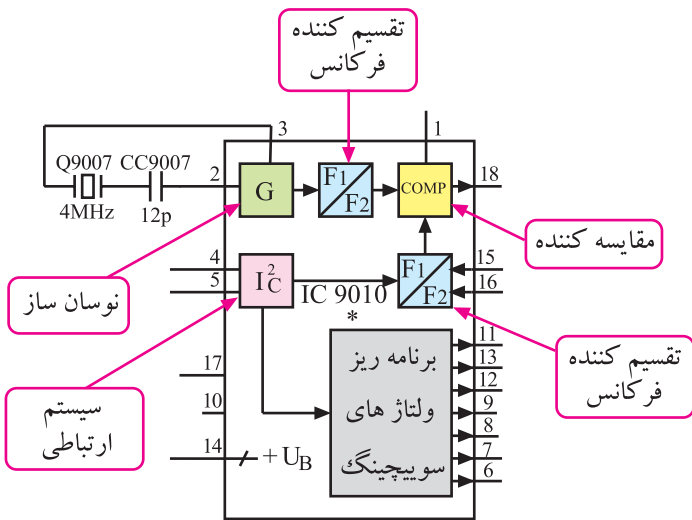 تقسیم کننده
فرکانس
3
1
Q9007 CC9007
2
G
F1
F2
COMP
18
4MHz
12p
مقایسه کننده
4
5
I²C
IC 9010
*
F1
F2
15
16
نوسان ساز
برنامه ریز
ولتاژ های
سوییچینگ
11
13
12
9
8
7
6
تقسیم کننده
فرکانس
17
10
14
+UB
سیستم
ارتباطی